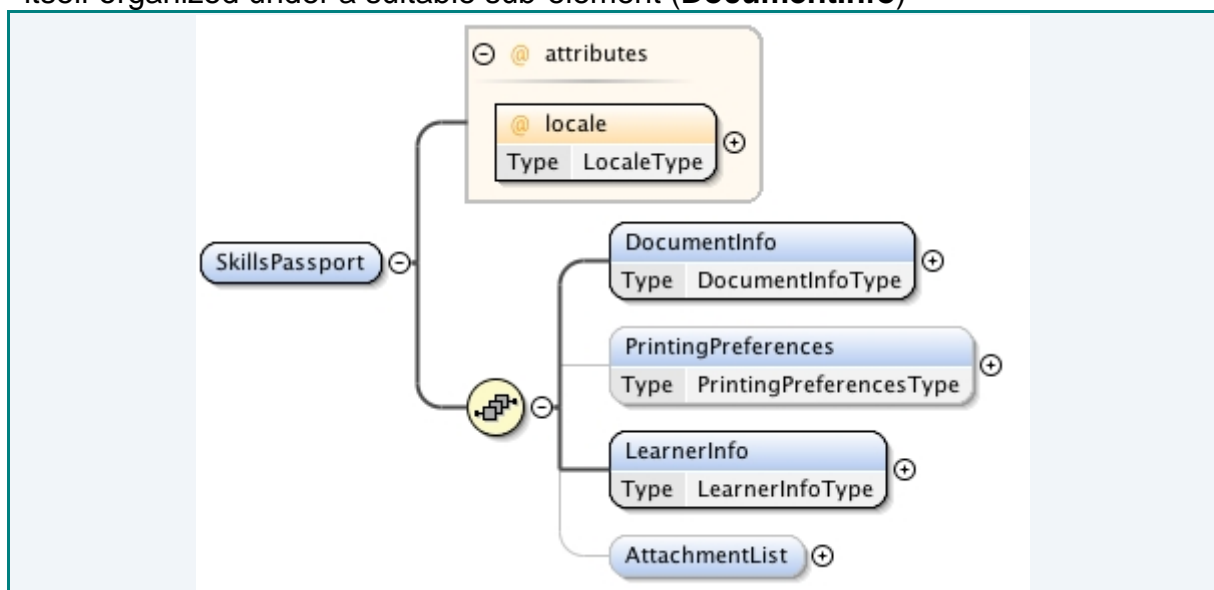 itself organized under a suitable sub-element (DocumentInfo)
@ attributes
@ locale
Type LocaleType
SkillsPassport
DocumentInfo
Type DocumentInfoType
PrintingPreferences
Type PrintingPreferencesType
LearnerInfo
Type LearnerInfoType
AttachmentList